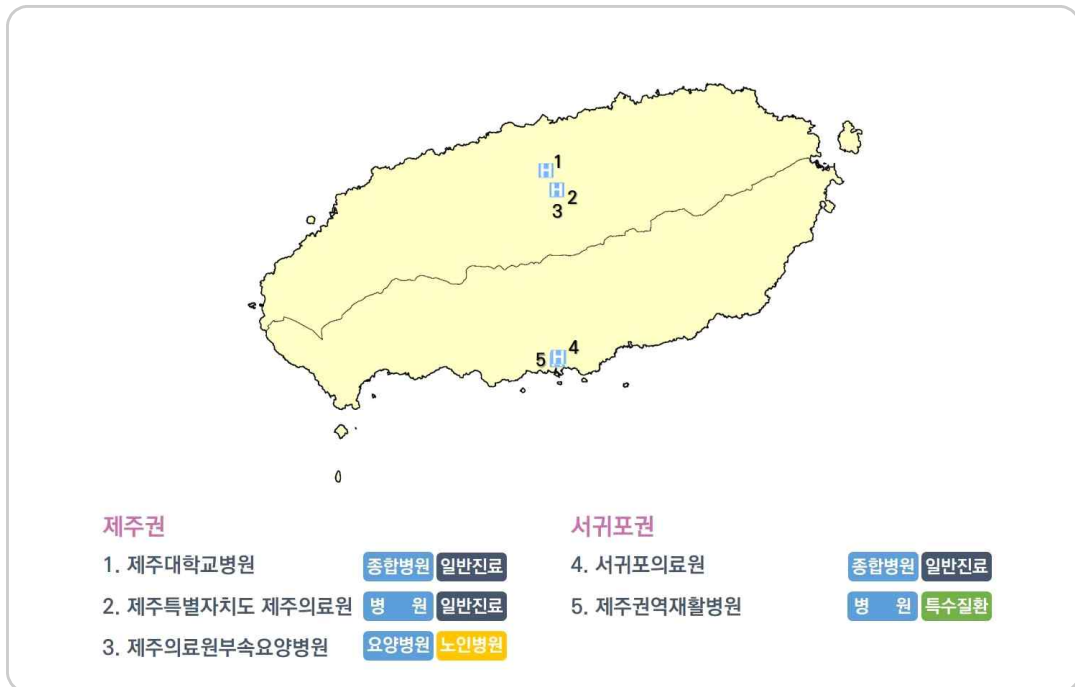 1
2
3
4
5
제주권
1. 제주대학교병원 종합병원 일반진료
2. 제주특별자치도 제주의료원 병 원 일반진료
3. 제주의료원부속요양병원 요양병원 노인병원
서귀포권
4. 서귀포의료원 종합병원 일반진료
5. 제주권역재활병원 병 원 특수질환